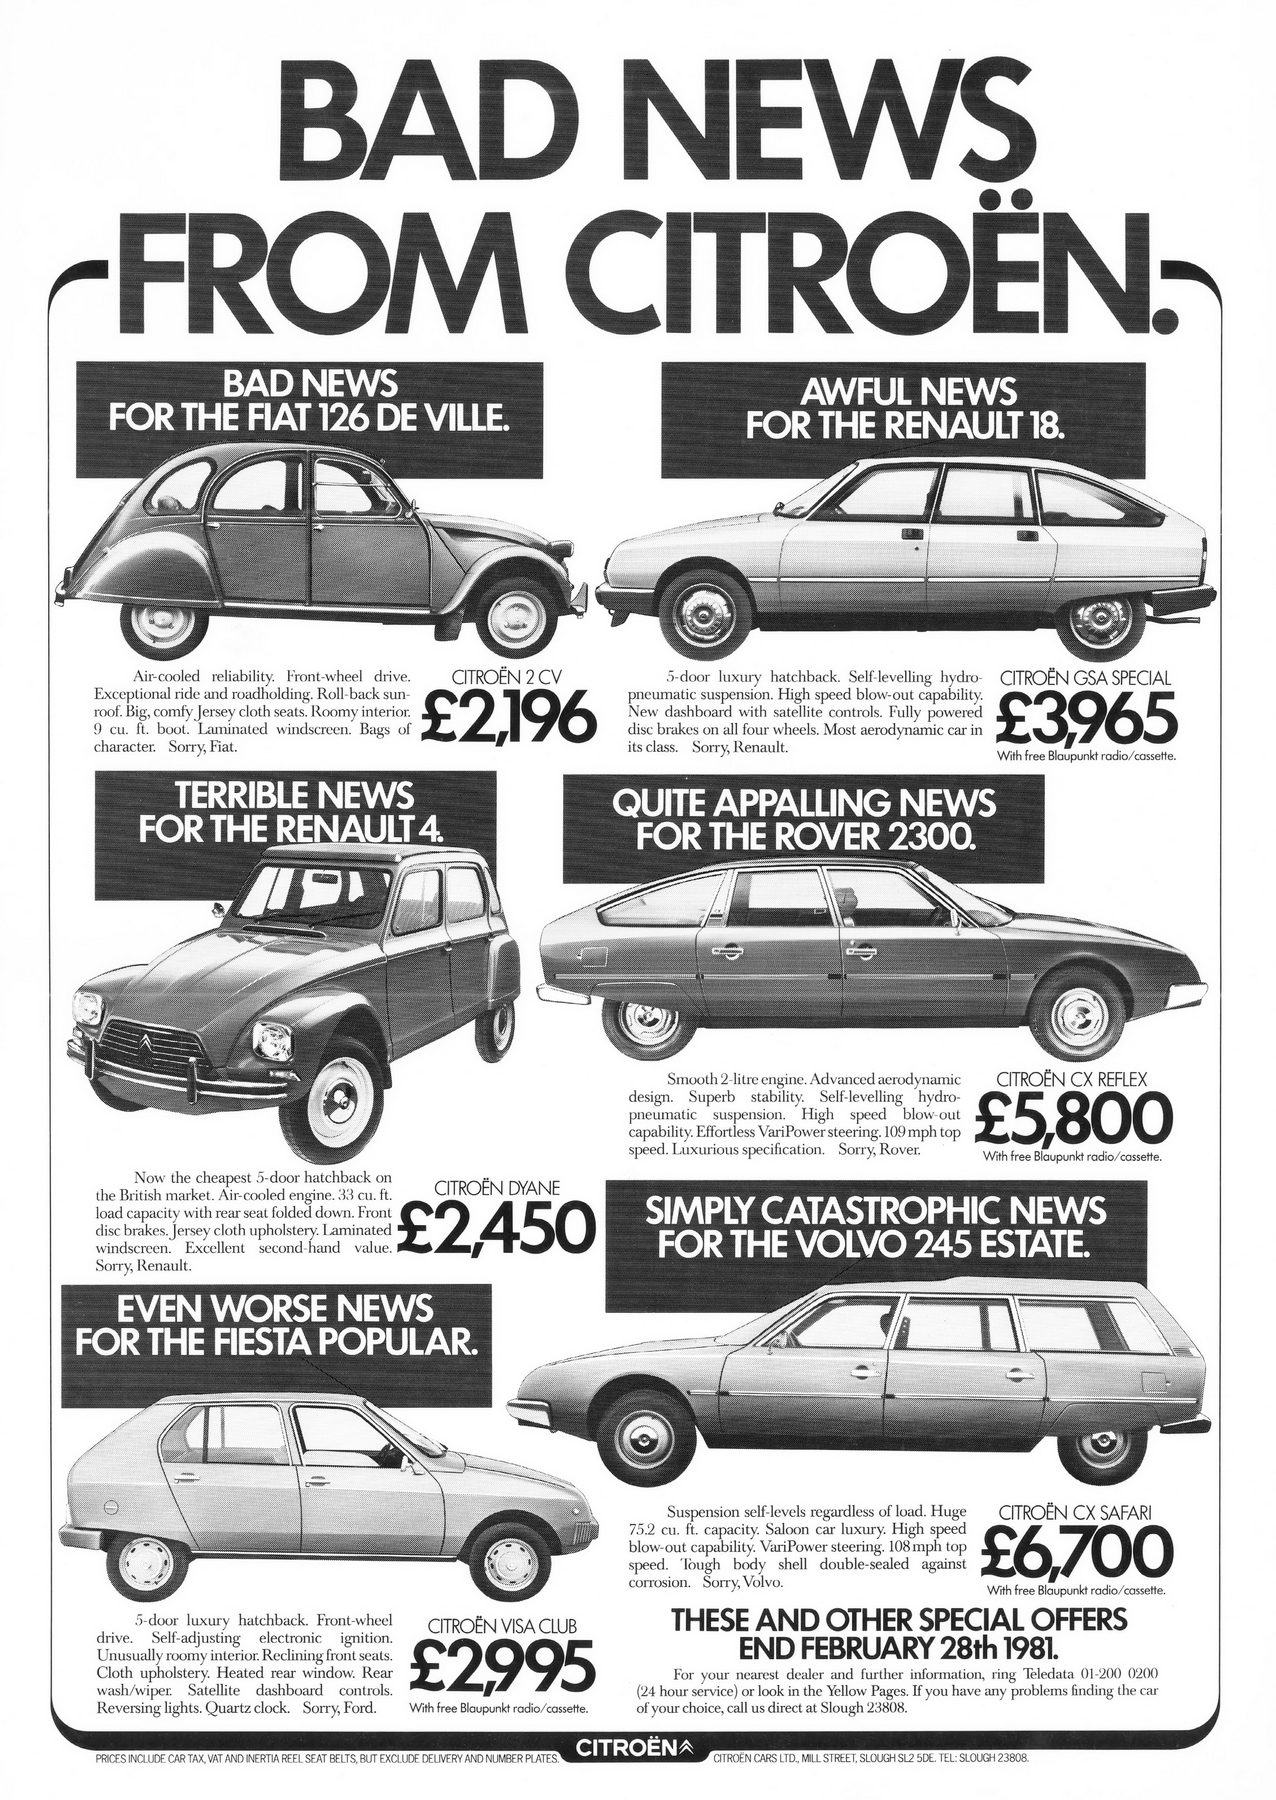 BAD NEWS
FROM CITROËN.
BAD NEWS
FOR THE FIAT 126 DE VILLE.
Air-cooled reliability. Front-wheel drive.
Exceptional ride and roadholding. Roll-back sun-
roof. Big, comfy Jersey cloth seats. Roomy interior.
9 cu. ft. boot. Laminated windscreen. Bags of
character. Sorry, Fiat.
CITROËN 2 CV
£2,196
AWFUL NEWS
FOR THE RENAULT 18.
5-door luxury hatchback. Self-levelling hydro-
pneumatic suspension. High speed blow-out capability.
New dashboard with satellite controls. Fully powered
disc brakes on all four wheels. Most aerodynamic car in
its class. Sorry, Renault.
CITROËN GSA SPECIAL
£3,965
With free Blaupunkt radio/cassette.
TERRIBLE NEWS
FOR THE RENAULT 4.
Now the cheapest 5-door hatchback on
the British market. Air-cooled engine. 33 cu. ft.
load capacity with rear seat folded down. Front
disc brakes. Jersey cloth upholstery. Laminated
windscreen. Excellent second-hand value.
Sorry, Renault.
CITROËN DYANE
£2,450
QUITE APPALLING NEWS
FOR THE ROVER 2300.
Smooth 2-litre engine. Advanced aerodynamic
design. Superb stability. Self-levelling hydro-
pneumatic suspension. High speed blow-out
capability. Effortless VariPower steering. 109 mph top
speed. Luxurious specification. Sorry, Rover.
CITROËN CX REFLEX
£5,800
With free Blaupunkt radio/cassette.
EVEN WORSE NEWS
FOR THE FIESTA POPULAR.
5-door luxury hatchback. Front-wheel
drive. Self-adjusting electronic ignition.
Unusually roomy interior. Reclining front seats.
Cloth upholstery. Heated rear window. Rear
wash/wiper. Satellite dashboard controls.
Reversing lights. Quartz clock. Sorry, Ford.
CITROËN VISA CLUB
£2,995
With free Blaupunkt radio/cassette.
SIMPLY CATASTROPHIC NEWS
FOR THE VOLVO 245 ESTATE.
Suspension self-levels regardless of load. Huge
75.2 cu. ft. capacity. Saloon car luxury. High speed
blow-out capability. VariPower steering. 108 mph top
speed. Tough body shell double-sealed against
corrosion. Sorry, Volvo.
CITROËN CX SAFARI
£6,700
With free Blaupunkt radio/cassette.
THESE AND OTHER SPECIAL OFFERS
END FEBRUARY 28th 1981.
For your nearest dealer and further information, ring Teledata 01-200 0200
(24 hour service) or look in the Yellow Pages. If you have any problems finding the car
of your choice, call us direct at Slough 23808.
PRICES INCLUDE CAR TAX, VAT AND INERTIA REEL SEAT BELTS, BUT EXCLUDE DELIVERY AND NUMBER PLATES.
CITROËN
CITROËN CARS LTD., MILL STREET, SLOUGH SL2 5DE. TEL: SLOUGH 23808.